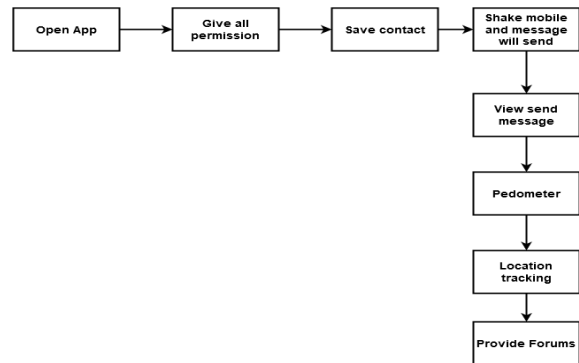 Open App
Give all
permission
Save contact
Shake mobile
and message
will send
View send
message
Pedometer
Location
tracking
Provide Forums